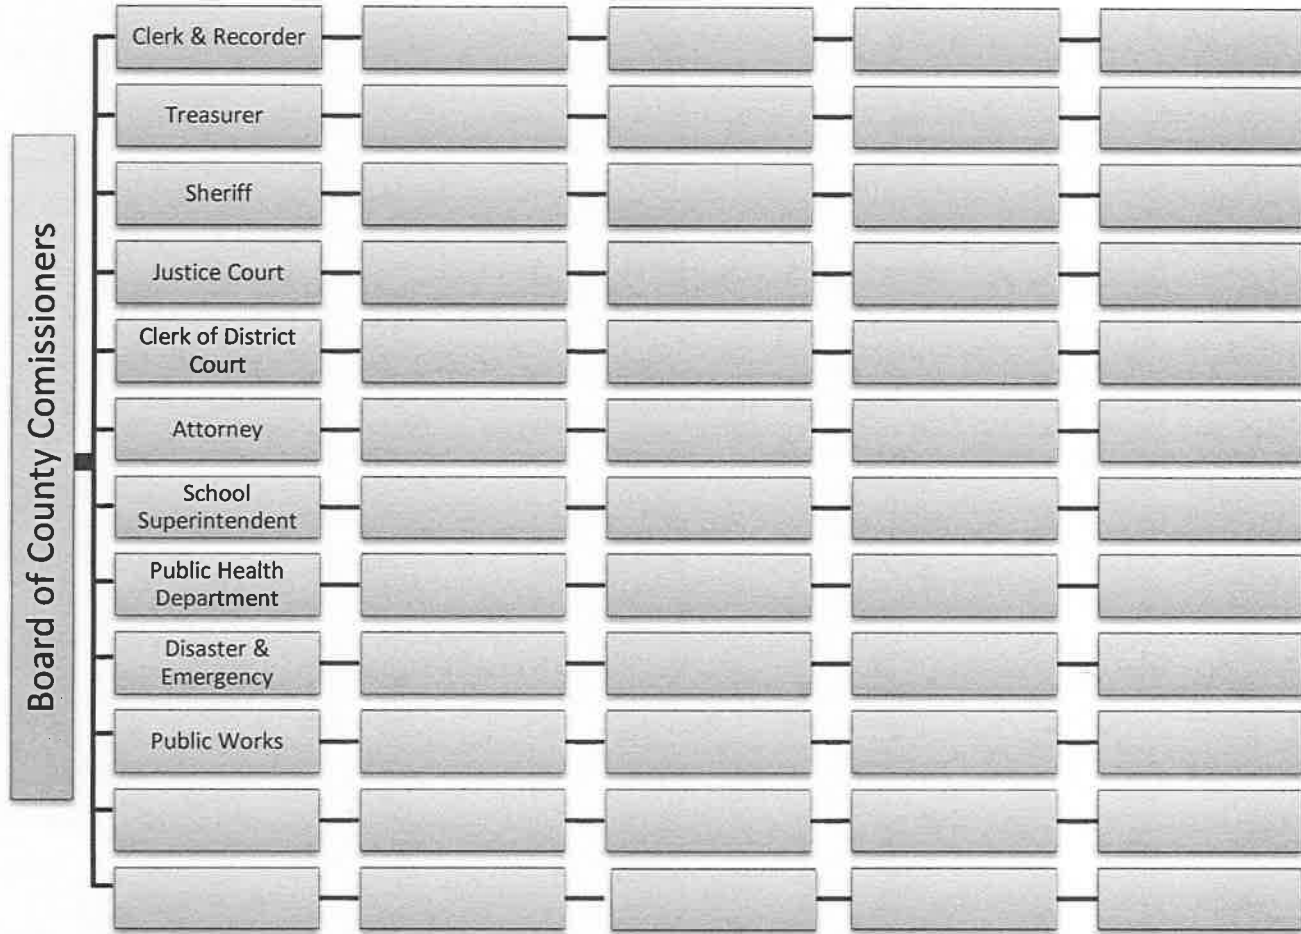 Board of County Comissioners
Clerk & Recorder
Treasurer
Sheriff
Justice Court
Clerk of District
Court
Attorney
School
Superintendent
Public Health
Department
Disaster &
Emergency
Public Works